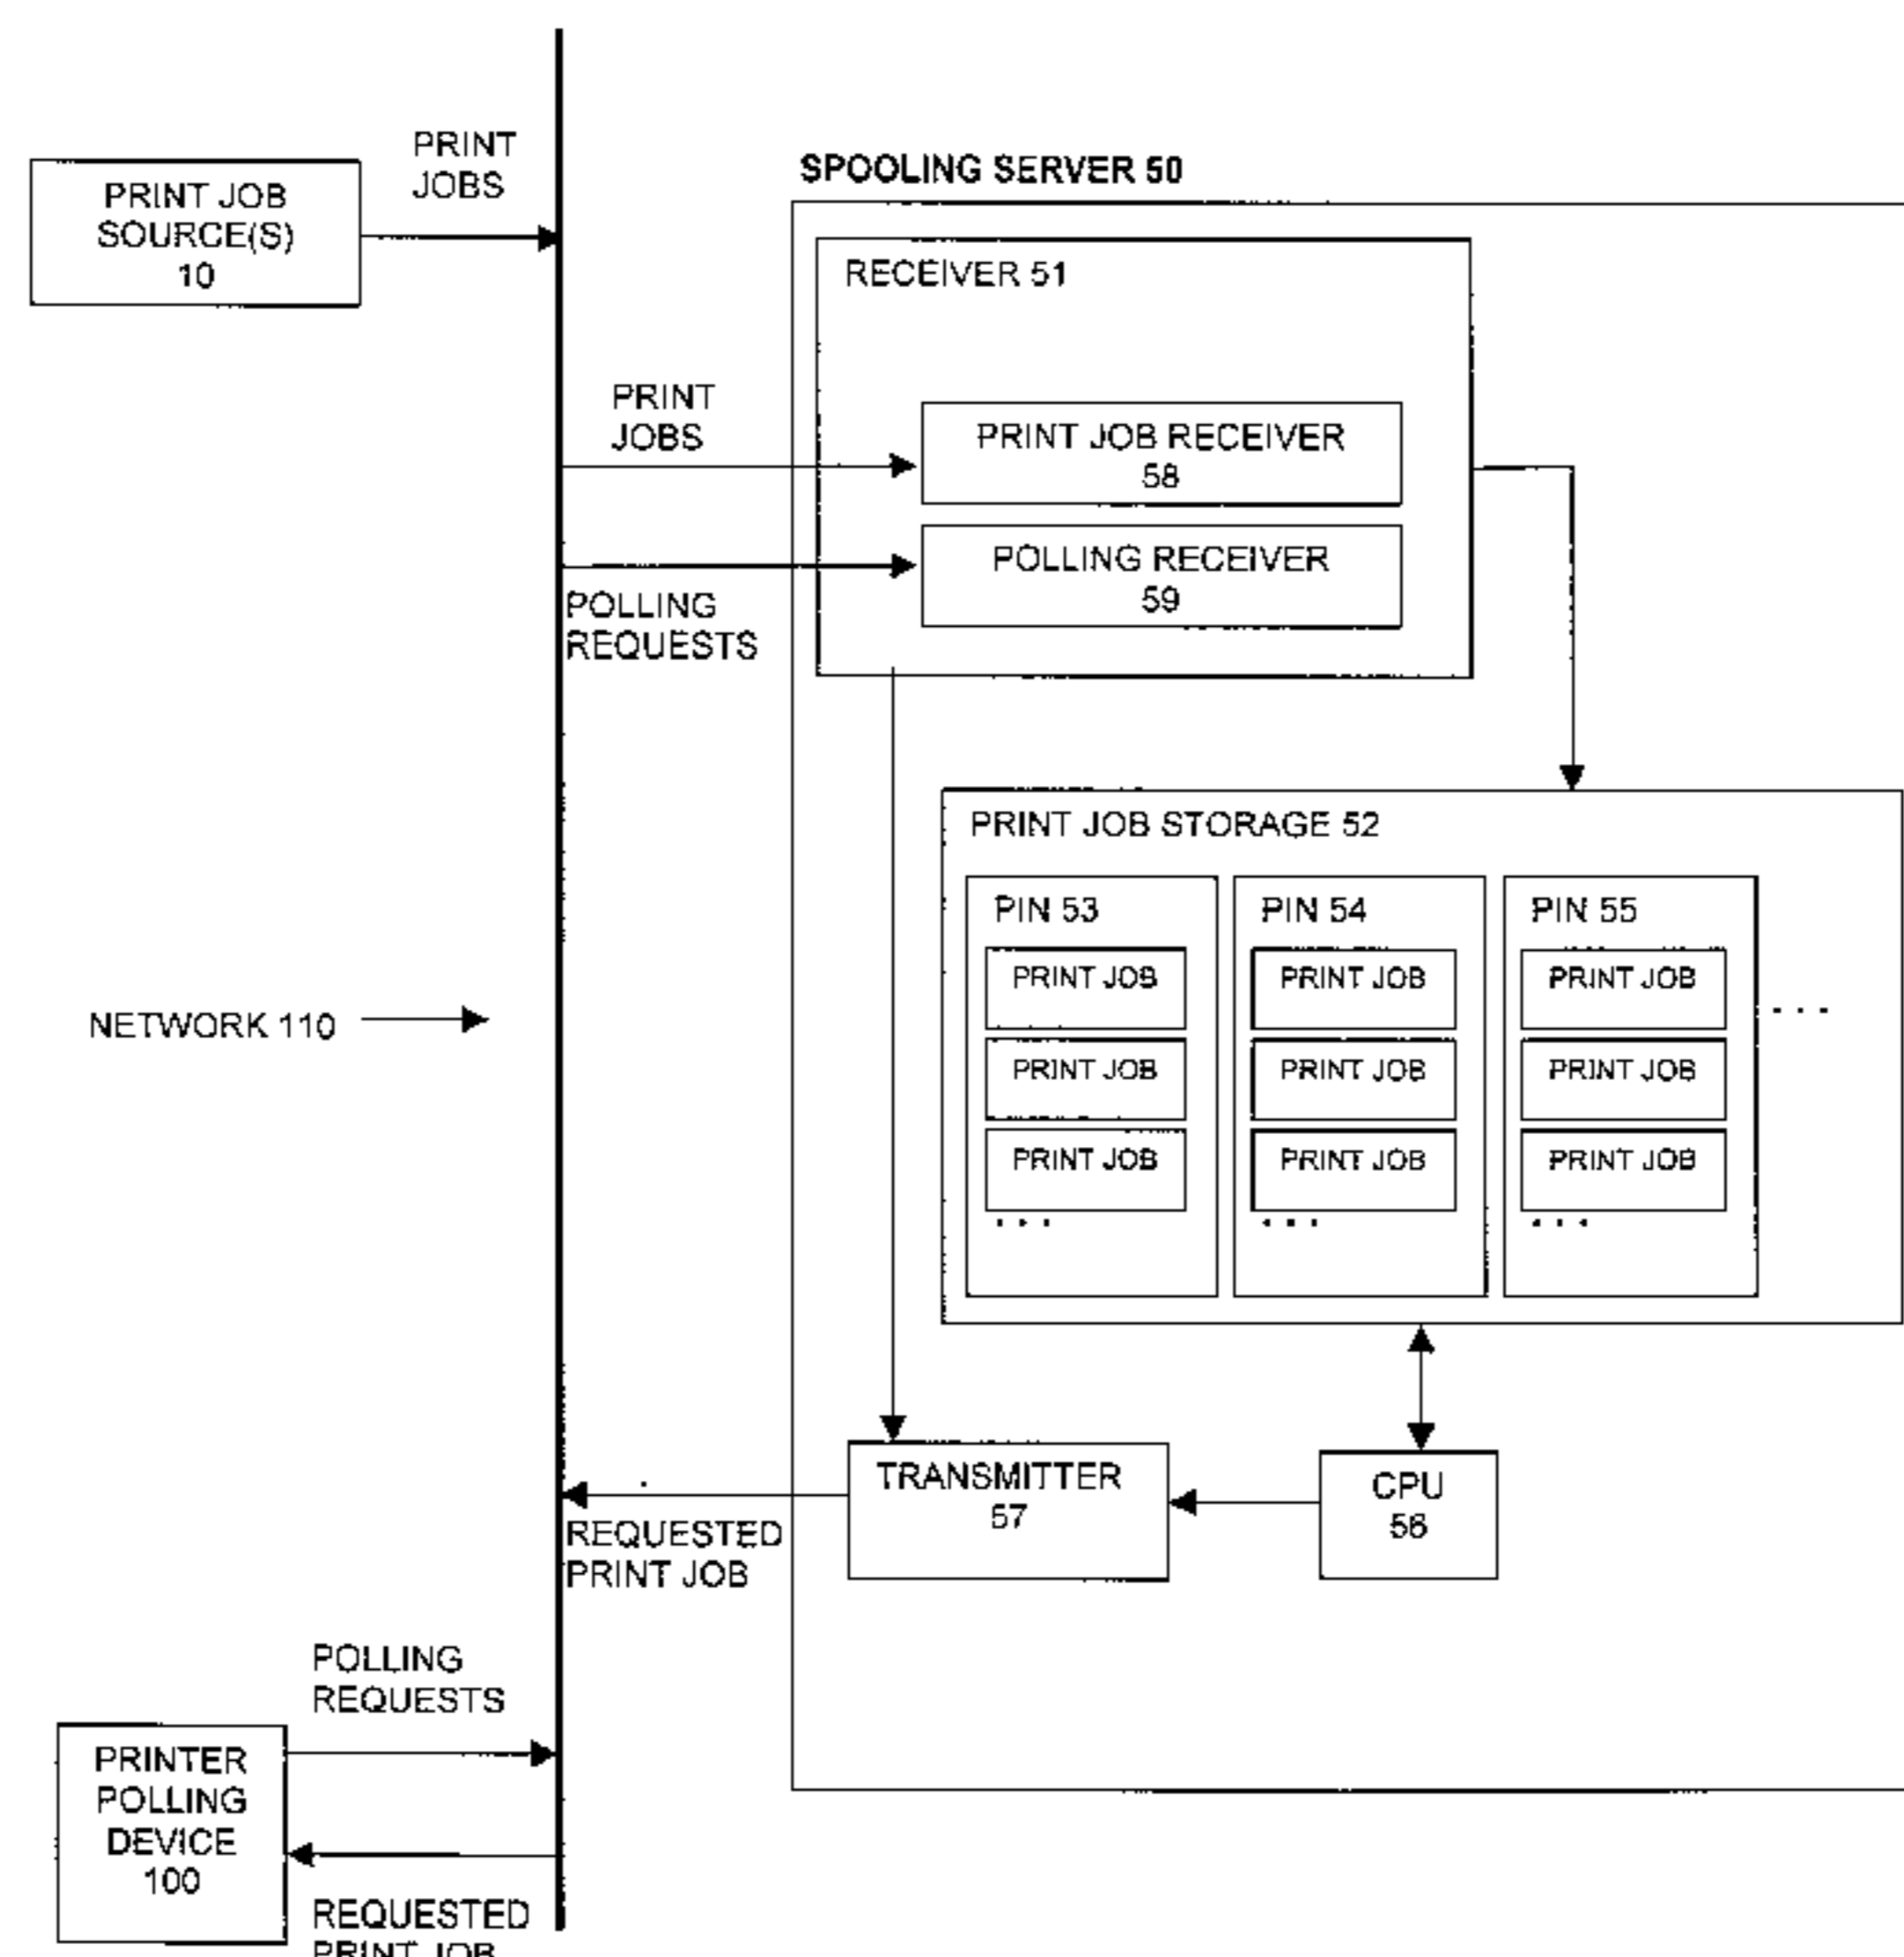 PRINT
JOBS
PRINT JOB
SOURCE(S)
10
SPOOLING SERVER 50
RECEIVER 51
PRINT
JOBS
PRINT JOB RECEIVER
58
POLLING RECEIVER
59
POLLING
REQUESTS
PRINT JOB STORAGE 52
PIN 53
PRINT JOB
PRINT JOB
PRINT JOB
. . .
PIN 54
PRINT JOB
PRINT JOB
PRINT JOB
. . .
PIN 55
PRINT JOB
PRINT JOB
PRINT JOB
. . .
. . .
NETWORK 110
TRANSMITTER
57
CPU
56
REQUESTED
PRINT JOB
POLLING
REQUESTS
PRINTER
POLLING
DEVICE
100
REQUESTED
PRINT JOB